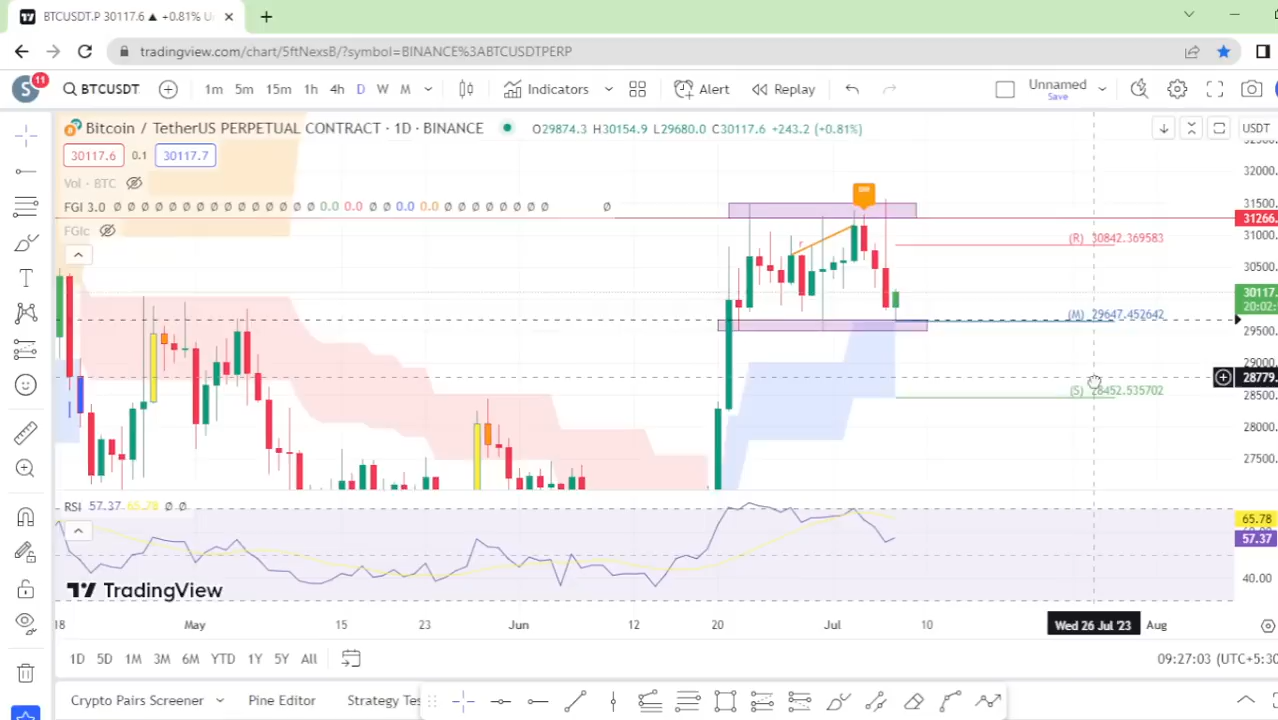 BTCUSDT.P 30117.6 ▲ +0.81% U
tradingview.com/chart/5ftNexsB/?symbol=BINANCE%3ABTCUSDTPERP
S 11 BTCUSDT 1m 5m 15m 1h 4h D W M Indicators Alert Replay Unnamed
Save
Bitcoin / TetherUS PERPETUAL CONTRACT · 1D · BINANCE O29874.3 H30154.9 L29680.0 C30117.6 +243.2 (+0.81%) USDT
30117.6 0.1 30117.7
Vol · BTC
FGI 3.0 Ø Ø Ø Ø Ø Ø Ø Ø Ø Ø Ø Ø Ø Ø Ø Ø Ø 0.0 0.0 Ø Ø 0.0 0.0 Ø Ø Ø Ø Ø Ø Ø Ø Ø
FGIc
32500.
32000.
31500.
31266.
31000.
30500.
30117.
20:02:
29500.
29000.
28779.
28500.
28000.
27500.
r
(R) 30842.369583
(M) 29647.452642
(S) 28452.535702
RSI 57.37 65.78 Ø Ø
65.78
57.37
40.00
TradingView
18 May 15 23 Jun 12 20 Jul 10 Wed 26 Jul '23 Aug
1D 5D 1M 3M 6M YTD 1Y 5Y All 09:27:03 (UTC+5:30
Crypto Pairs Screener Pine Editor Strategy Tes